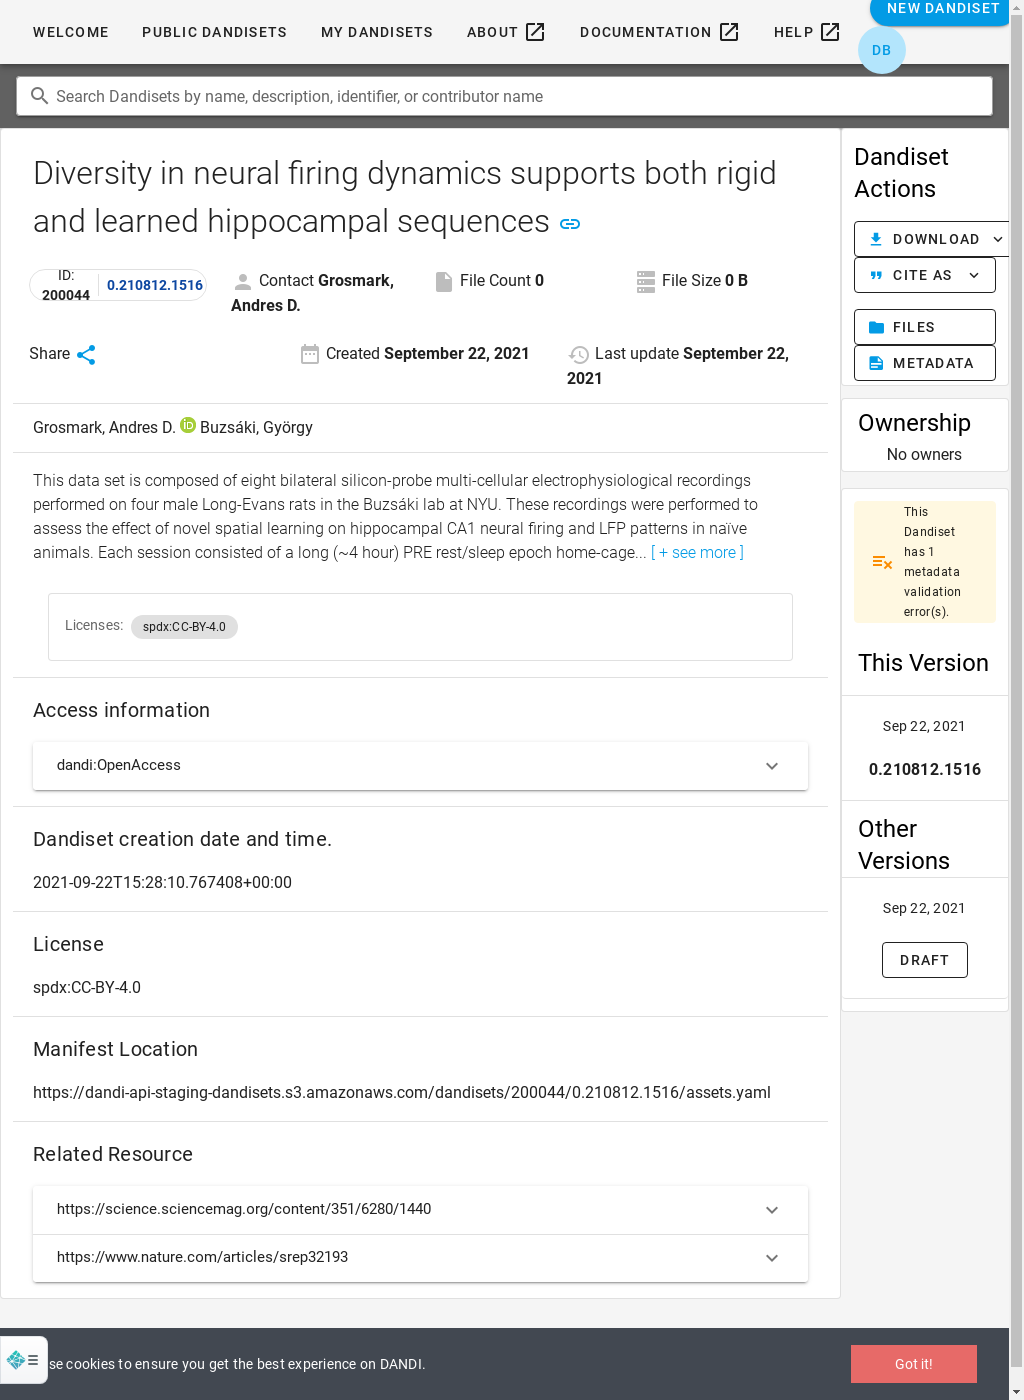 WELCOME
PUBLIC DANDISETS
MY DANDISETS
ABOUT
DOCUMENTATION
HELP
NEW DANDISET
DB
Search Dandisets by name, description, identifier, or contributor name
Diversity in neural firing dynamics supports both rigid
and learned hippocampal sequences
ID:
200044
0.210812.1516
Contact Grosmark,
Andres D.
File Count 0
File Size 0 B
Share
Created September 22, 2021
Last update September 22,
2021
Grosmark, Andres D. iD Buzsáki, György
This data set is composed of eight bilateral silicon-probe multi-cellular electrophysiological recordings
performed on four male Long-Evans rats in the Buzsáki lab at NYU. These recordings were performed to
assess the effect of novel spatial learning on hippocampal CA1 neural firing and LFP patterns in naïve
animals. Each session consisted of a long (~4 hour) PRE rest/sleep epoch home-cage... [ + see more ]
Licenses: spdx:CC-BY-4.0
Access information
dandi:OpenAccess
Dandiset creation date and time.
2021-09-22T15:28:10.767408+00:00
License
spdx:CC-BY-4.0
Manifest Location
https://dandi-api-staging-dandisets.s3.amazonaws.com/dandisets/200044/0.210812.1516/assets.yaml
Related Resource
https://science.sciencemag.org/content/351/6280/1440
https://www.nature.com/articles/srep32193
Dandiset
Actions
DOWNLOAD
CITE AS
FILES
METADATA
Ownership
No owners
This
Dandiset
has 1
metadata
validation
error(s).
This Version
Sep 22, 2021
0.210812.1516
Other
Versions
Sep 22, 2021
DRAFT
se cookies to ensure you get the best experience on DANDI.
Got it!